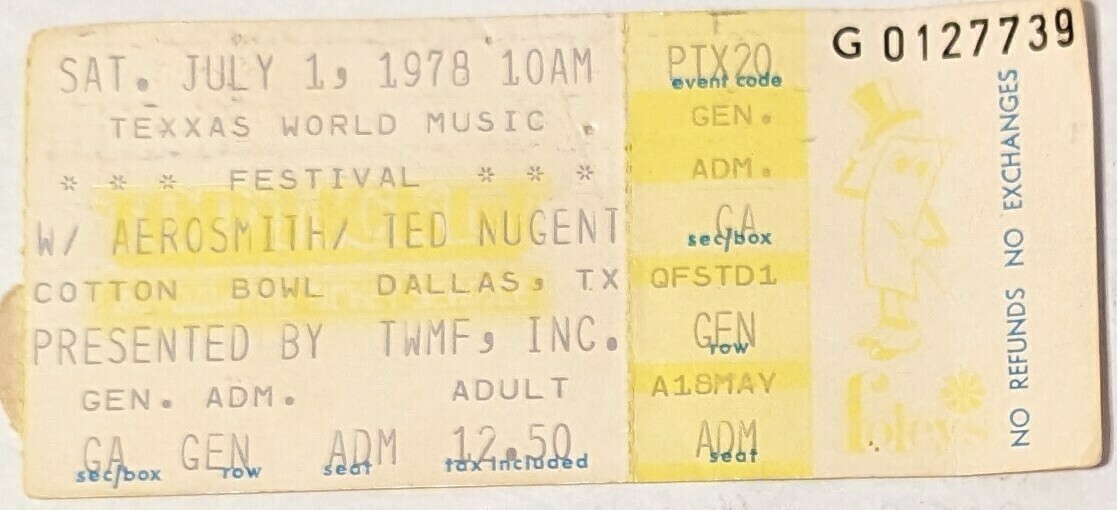 SAT. JULY 1, 1978 10AM
TEXXAS WORLD MUSIC
* * * FESTIVAL * * *
W/ AEROSMITH/ TED NUGENT
COTTON BOWL DALLAS, TX
PRESENTED BY TWMF, INC.
GEN. ADM. ADULT
GA GEN ADM 12.50
sec/box row seat tax included
PTX20
event code
GEN.
ADM.
GA
sec/box
QFSTD1
GEN
row
A18MAY
ADM
seat
G 0127739
foley's
NO REFUNDS NO EXCHANGES